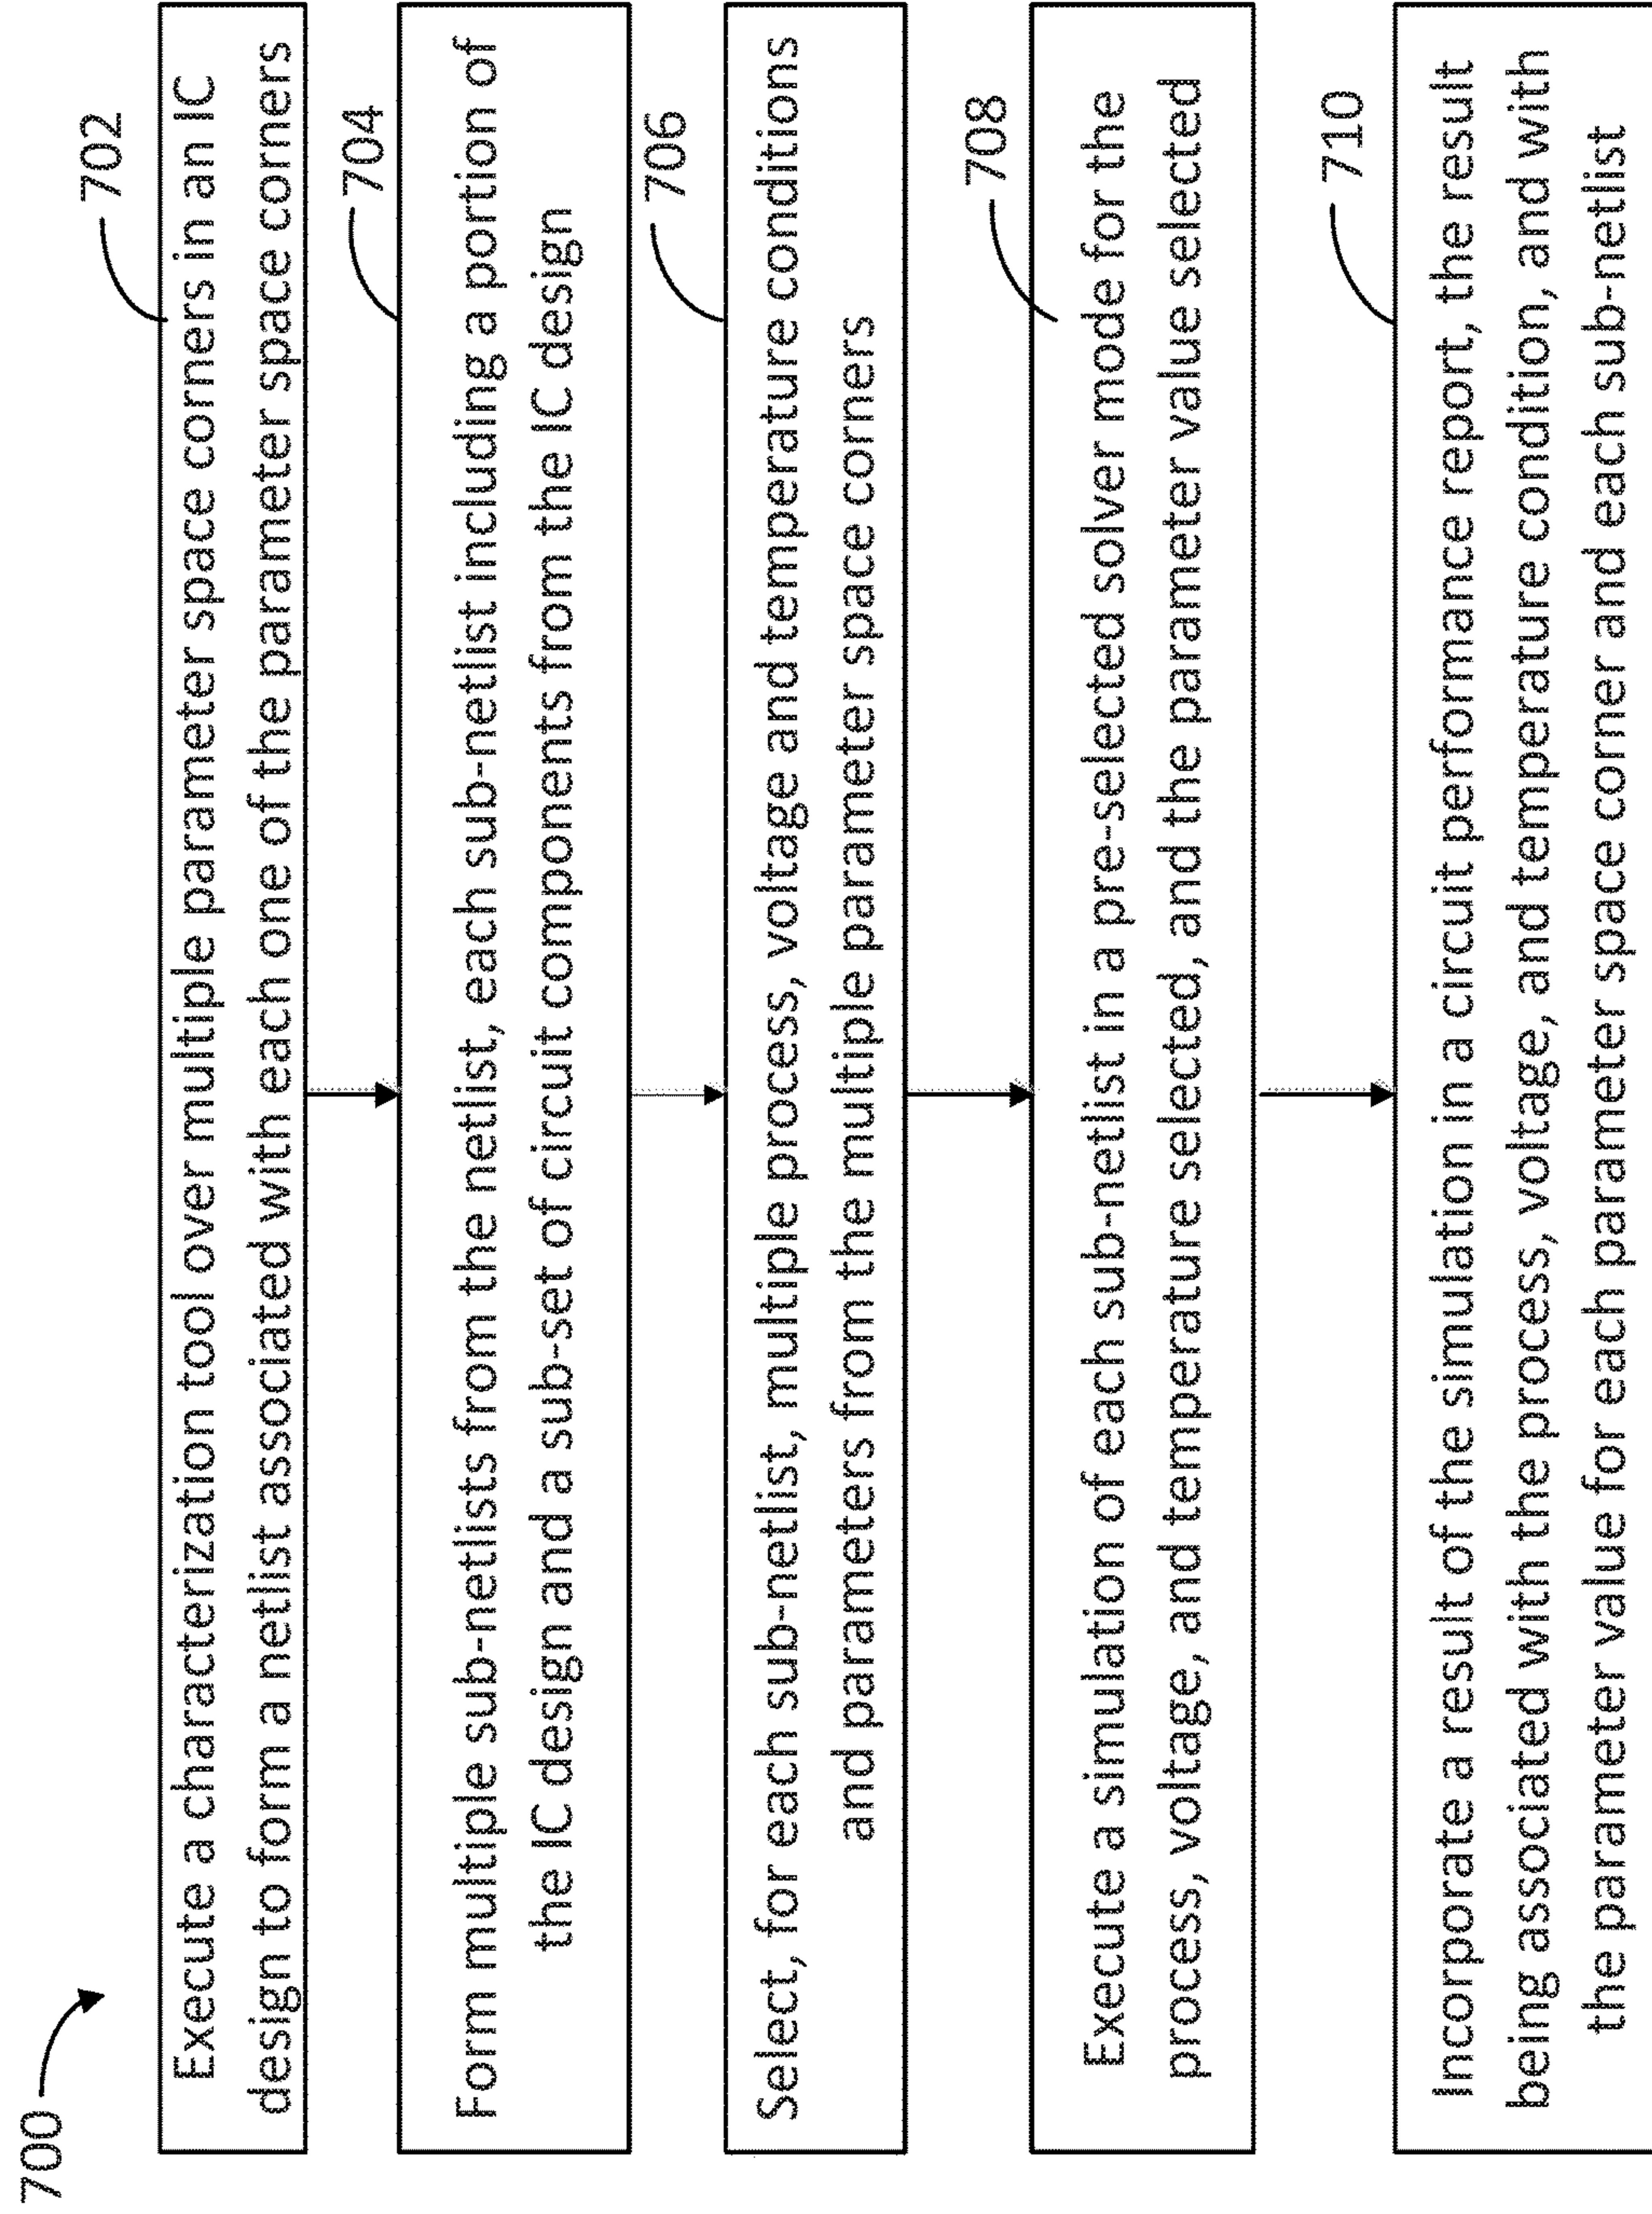 700
702
Execute a characterization tool over multiple parameter space corners in an IC
design to form a netlist associated with each one of the parameter space corners
704
Form multiple sub-netlists from the netlist, each sub-netlist including a portion of
the IC design and a sub-set of circuit components from the IC design
706
Select, for each sub-netlist, multiple process, voltage and temperature conditions
and parameters from the multiple parameter space corners
708
Execute a simulation of each sub-netlist in a pre-selected solver mode for the
process, voltage, and temperature selected, and the parameter value selected
710
Incorporate a result of the simulation in a circuit performance report, the result
being associated with the process, voltage, and temperature condition, and with
the parameter value for each parameter space corner and each sub-netlist